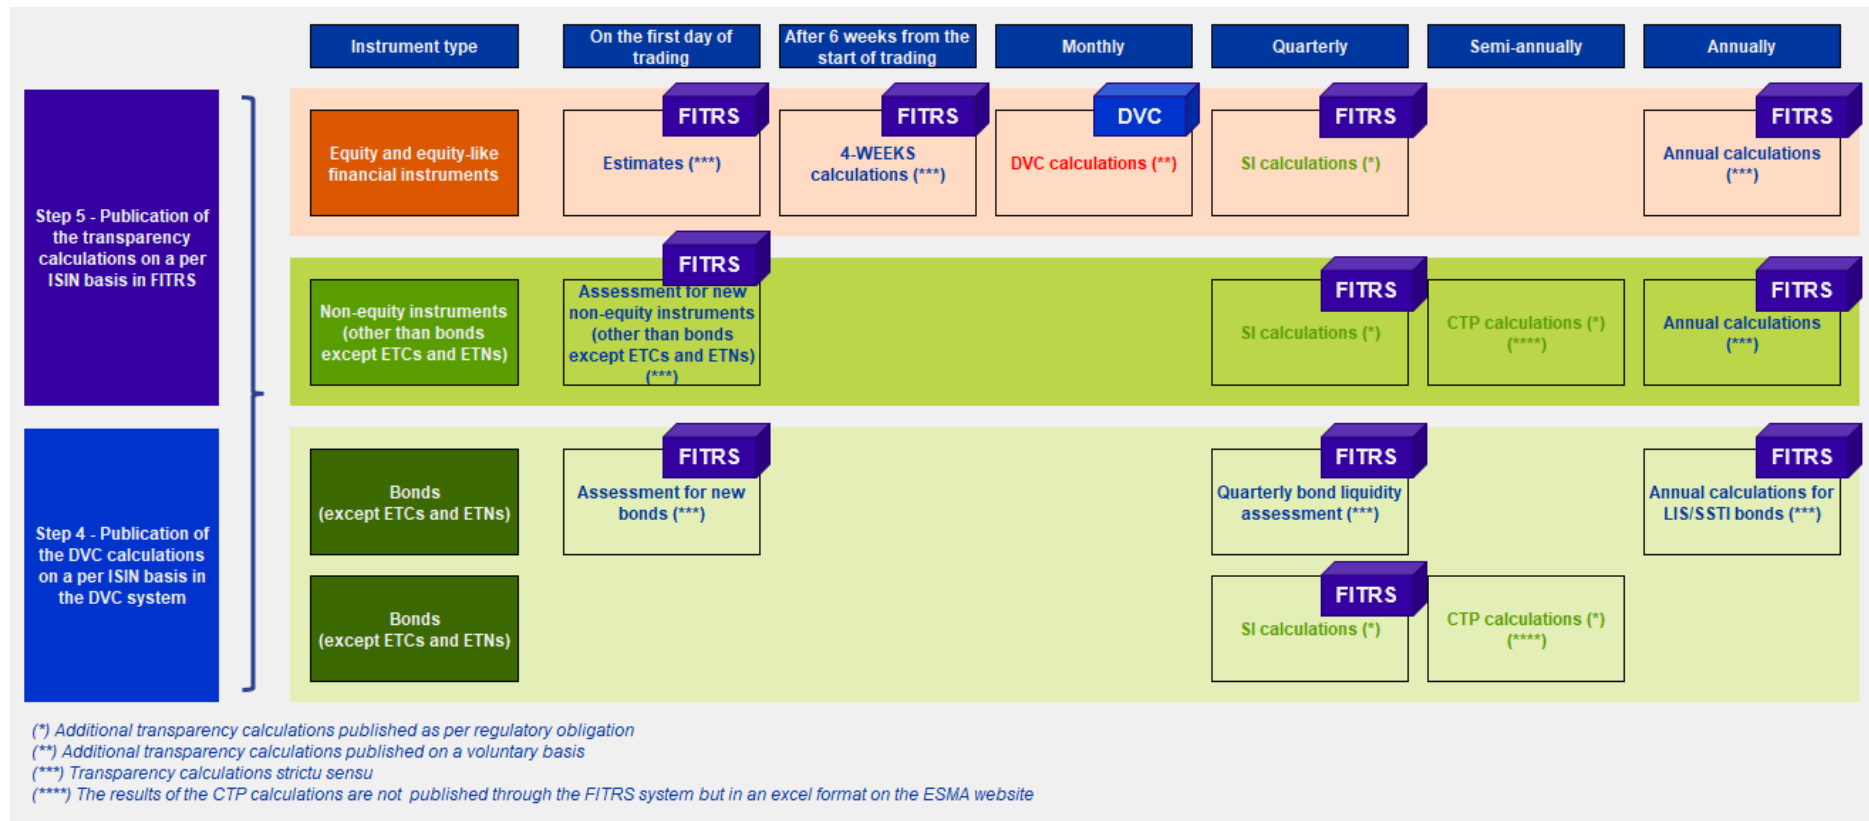 Instrument type
On the first day of
trading
After 6 weeks from the
start of trading
Monthly
Quarterly
Semi-annually
Annually
Step 5 - Publication of
the transparency
calculations on a per
ISIN basis in FITRS
Equity and equity-like
financial instruments
FITRS
Estimates (***)
FITRS
4-WEEKS
calculations (***)
DVC
DVC calculations (**)
FITRS
SI calculations (*)
FITRS
Annual calculations
(***)
Non-equity instruments
(other than bonds
except ETCs and ETNs)
FITRS
Assessment for new
non-equity instruments
(other than bonds
except ETCs and ETNs)
(***)
FITRS
SI calculations (*)
CTP calculations (*)
(****)
FITRS
Annual calculations
(***)
Step 4 - Publication of
the DVC calculations
on a per ISIN basis in
the DVC system
Bonds
(except ETCs and ETNs)
FITRS
Assessment for new
bonds (***)
FITRS
Quarterly bond liquidity
assessment (***)
FITRS
Annual calculations for
LIS/SSTI bonds (***)
Bonds
(except ETCs and ETNs)
FITRS
SI calculations (*)
CTP calculations (*)
(****)
(*) Additional transparency calculations published as per regulatory obligation
(**) Additional transparency calculations published on a voluntary basis
(***) Transparency calculations strictu sensu
(****) The results of the CTP calculations are not published through the FITRS system but in an excel format on the ESMA website